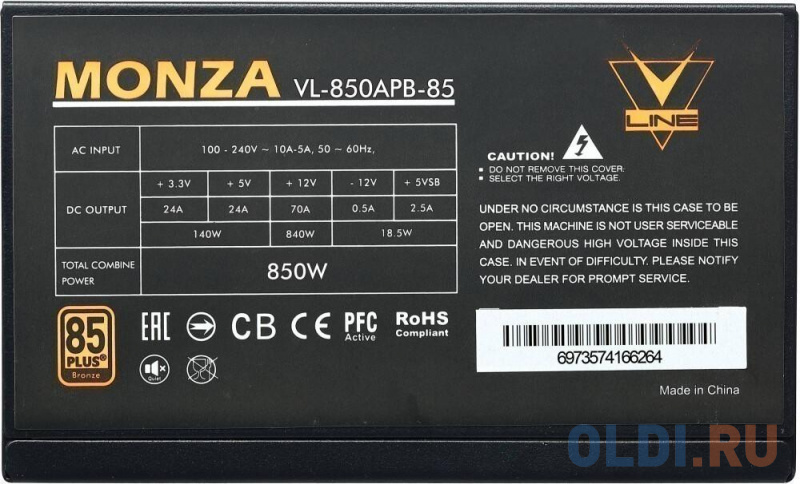 MONZA VL-850APB-85
V
LINE
AC INPUT 100 - 240V ~ 10A-5A, 50 ~ 60Hz,
DC OUTPUT + 3.3V + 5V + 12V - 12V + 5VSB
24A 24A 70A 0.5A 2.5A
140W 840W 18.5W
TOTAL COMBINE POWER 850W
CAUTION!
DO NOT REMOVE THIS COVER.
SELECT THE RIGHT VOLTAGE.
UNDER NO CIRCUMSTANCE IS THIS CASE TO BE
OPEN. THIS MACHINE IS NOT USER SERVICEABLE
AND DANGEROUS HIGH VOLTAGE INSIDE THIS
CASE. IN EVENT OF DIFFICULTY. PLEASE NOTIFY
YOUR DEALER FOR PROMPT SERVICE.
85
PLUS®
Bronze
EAC CB CE PFC Active RoHS Compliant
Quiet
6973574166264
Made in China
OLDI.RU